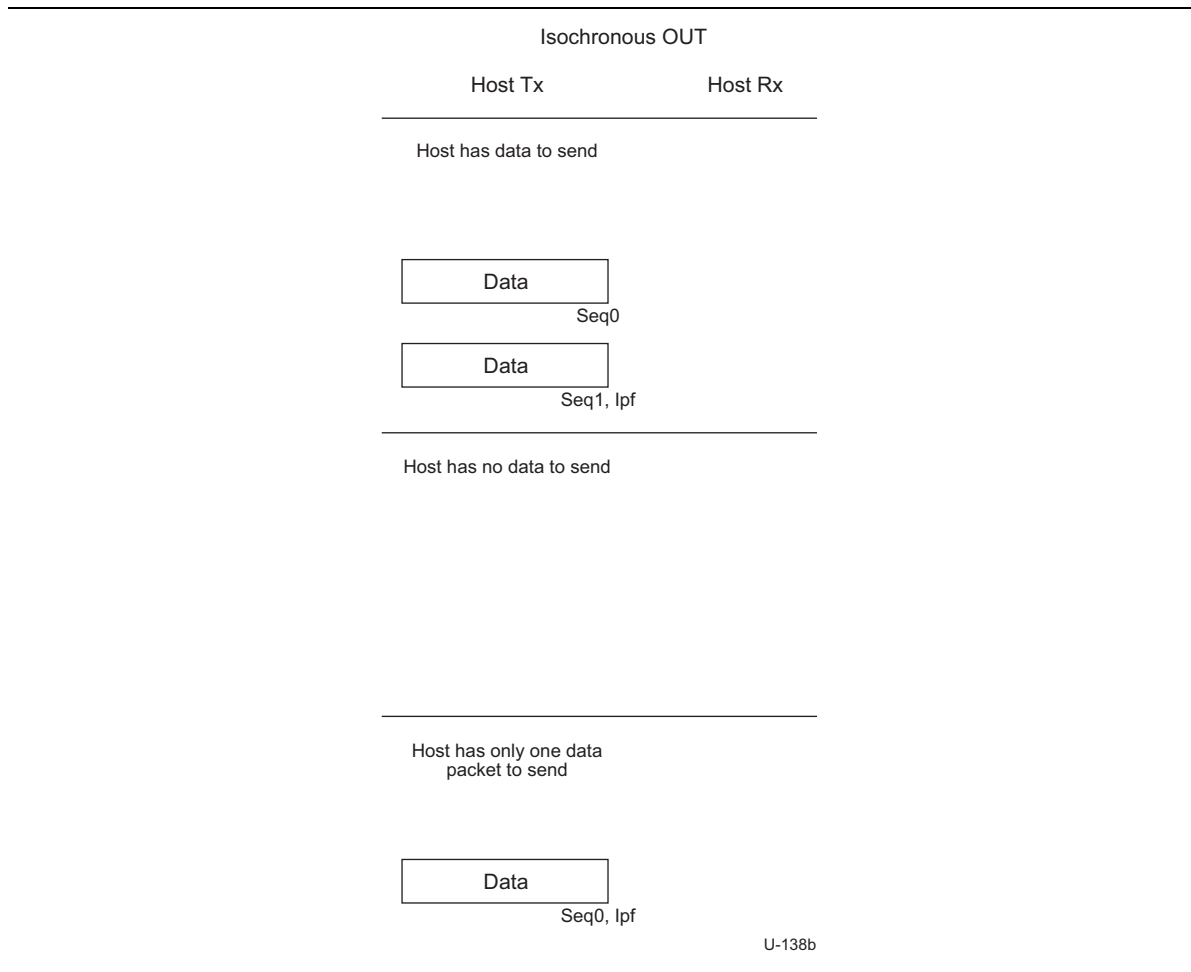 Isochronous OUT
Host Tx Host Rx
Host has data to send
Data
Seq0
Data
Seq1, lpf
Host has no data to send
Host has only one data
packet to send
Data
Seq0, lpf
U-138b